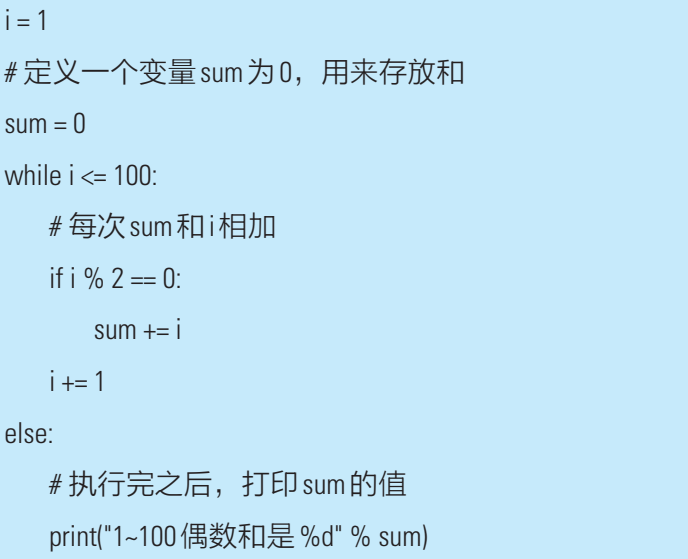 i = 1
# 定义一个变量 sum 为 0，用来存放和
sum = 0
while i <= 100:
    # 每次 sum 和 i 相加
    if i % 2 == 0:
        sum += i
    i += 1
else:
    # 执行完之后，打印 sum 的值
    print("1~100 偶数和是 %d" % sum)